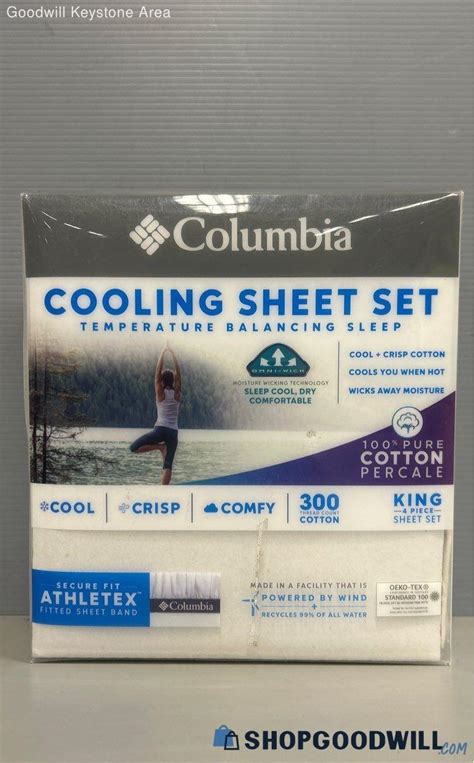 Goodwill Keystone Area
Columbia
COOLING SHEET SET
TEMPERATURE BALANCING SLEEP
OMNI-WICK
MOISTURE WICKING TECHNOLOGY
SLEEP COOL, DRY
COMFORTABLE
COOL + CRISP COTTON
COOLS YOU WHEN HOT
WICKS AWAY MOISTURE
100% PURE
COTTON
PERCALE
COOL
CRISP
COMFY
300
THREAD COUNT
COTTON
KING
4 PIECE
SHEET SET
SECURE FIT
ATHLETEX
FITTED SHEET BAND
Columbia
MADE IN A FACILITY THAT IS
POWERED BY WIND
+
RECYCLES 99% OF ALL WATER
OEKO-TEX®
STANDARD 100
SHOPGOODWILL
.COM